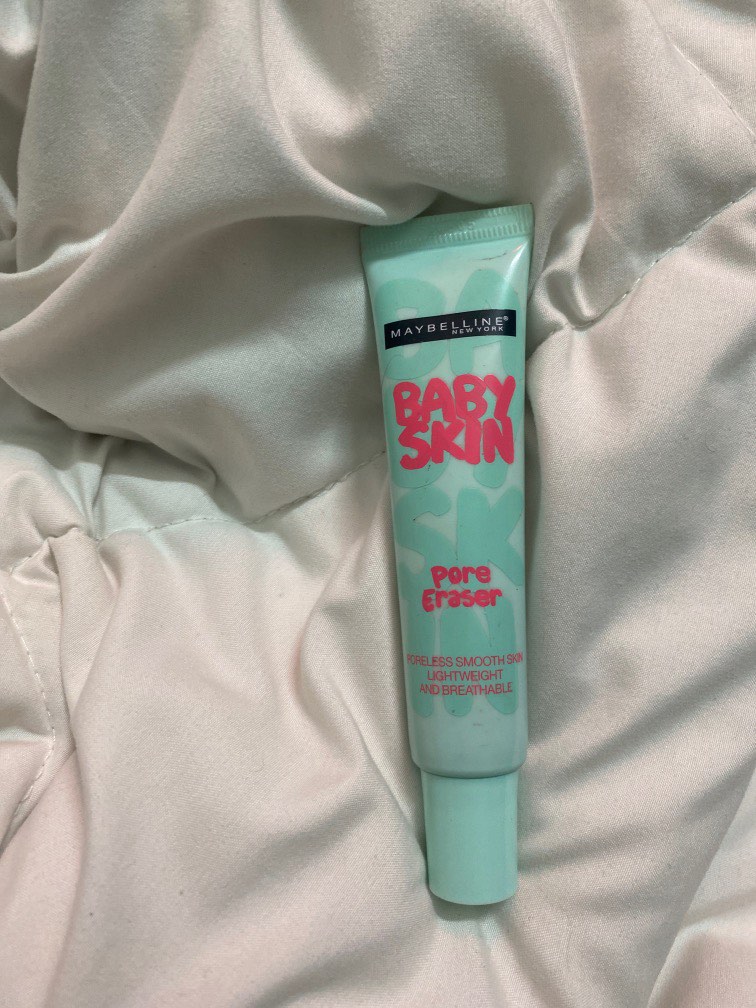 MAYBELLINE®
NEW YORK
BABY
SKIN
Pore
Eraser
PORELESS SMOOTH SKIN
LIGHTWEIGHT
AND BREATHABLE